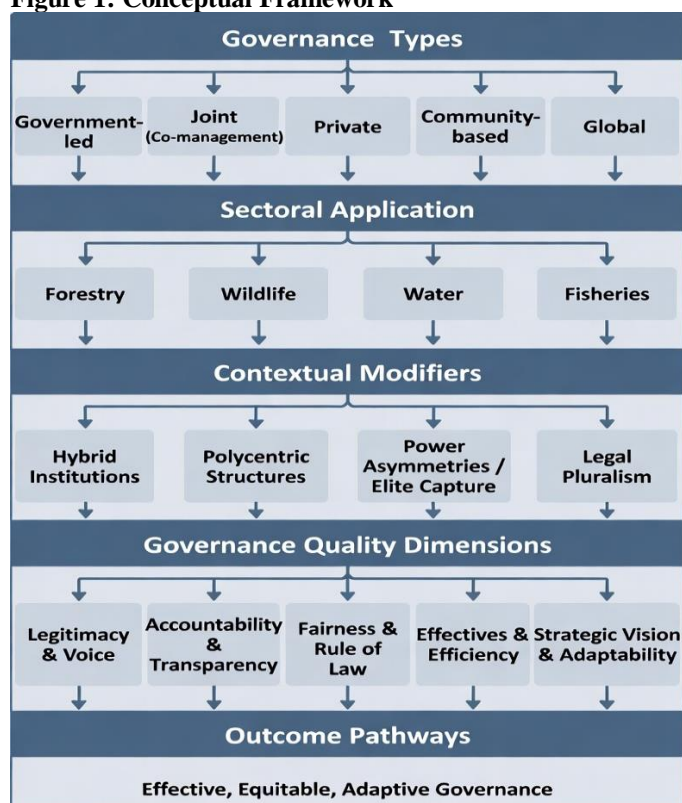 Figure 1: Conceptual Framework
Governance Types
Government-
led
Joint
(Co-management)
Private
Community-
based
Global
Sectoral Application
Forestry
Wildlife
Water
Fisheries
Contextual Modifiers
Hybrid
Institutions
Polycentric
Structures
Power
Asymmetries /
Elite Capture
Legal
Pluralism
Governance Quality Dimensions
Legitimacy
& Voice
Accountability
&
Transparency
Fairness &
Rule of
Law
Effectives &
Efficiency
Strategic Vision
& Adaptability
Outcome Pathways
Effective, Equitable, Adaptive Governance